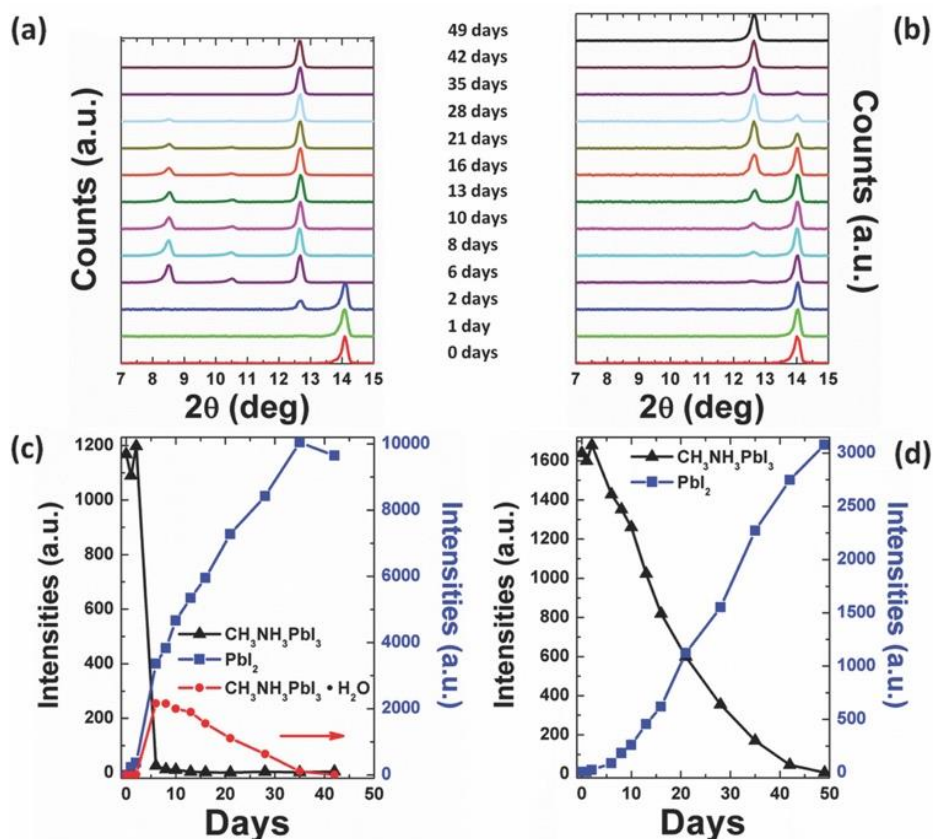 (a)
Counts (a.u.)
7 8 9 10 11 12 13 14 15
2θ (deg)
49 days
42 days
35 days
28 days
21 days
16 days
13 days
10 days
8 days
6 days
2 days
1 day
0 days
(b)
Counts (a.u.)
7 8 9 10 11 12 13 14 15
2θ (deg)
(c)
Intensities (a.u.)
1200
1000
800
600
400
200
0
CH₃NH₃PbI₃
PbI₂
CH₃NH₃PbI₃ • H₂O
10000
8000
6000
4000
2000
0
Intensities (a.u.)
0 10 20 30 40 50
Days
(d)
Intensities (a.u.)
1600
1400
1200
1000
800
600
400
200
0
CH₃NH₃PbI₃
PbI₂
3000
2500
2000
1500
1000
500
0
Intensities (a.u.)
0 10 20 30 40 50
Days